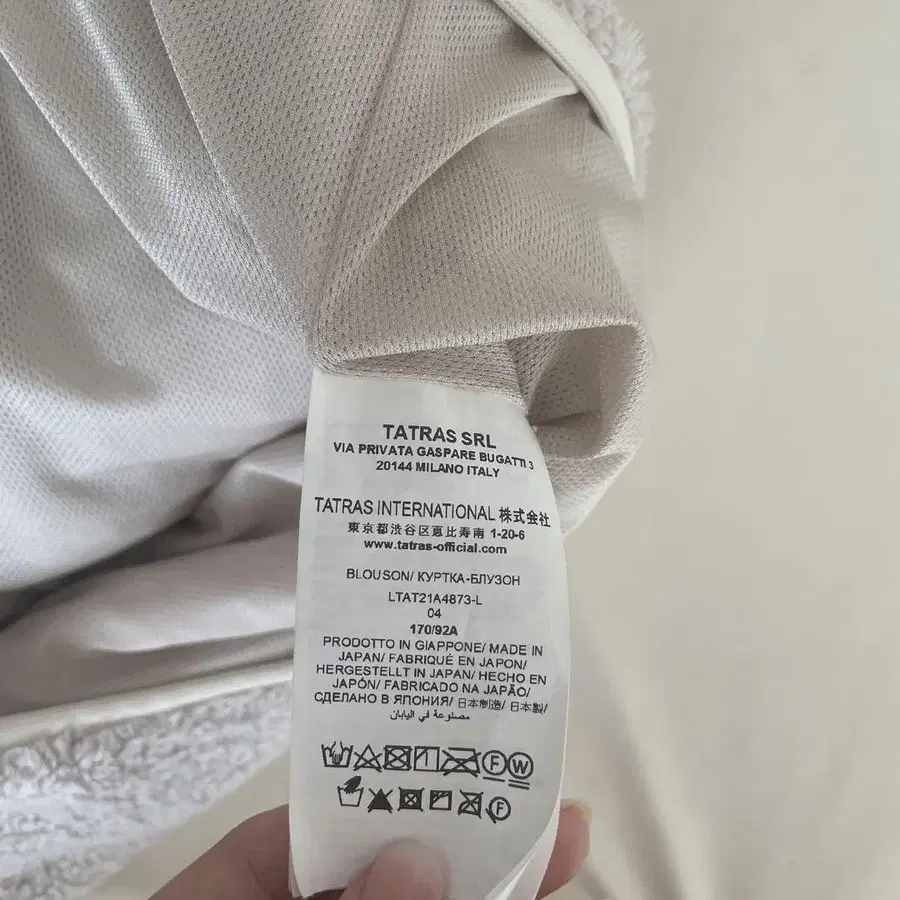 TATRAS SRL
VIA PRIVATA GASPARE BUGATTI 3
20144 MILANO ITALY
TATRAS INTERNATIONAL 株式会社
東京都渋谷区恵比寿南 1-20-6
www.tatras-official.com
BLOUSON/ КУРТКА-БЛУЗОН
LTAT21A4873-L
04
170/92A
PRODOTTO IN GIAPPONE/ MADE IN
JAPAN/ FABRIQUÉ EN JAPON/
HERGESTELLT IN JAPAN/ HECHO EN
JAPÓN/ FABRICADO NA JAPÃO/
СДЕЛАНО В ЯПОНИЯ/ 日本制造/ 日本製/
مصنوعة في اليابان
F W
F